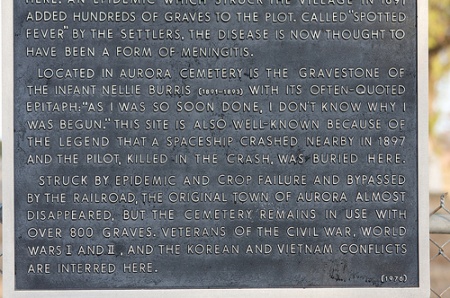 HERE. AN EPIDEMIC WHICH STRUCK THE VILLAGE IN 1891
ADDED HUNDREDS OF GRAVES TO THE PLOT. CALLED "SPOTTED
FEVER" BY THE SETTLERS, THE DISEASE IS NOW THOUGHT TO
HAVE BEEN A FORM OF MENINGITIS.
LOCATED IN AURORA CEMETERY IS THE GRAVESTONE OF
THE INFANT NELLIE BURRIS (1891-1893) WITH ITS OFTEN-QUOTED
EPITAPH: "AS I WAS SO SOON DONE, I DON'T KNOW WHY I
WAS BEGUN." THIS SITE IS ALSO WELL-KNOWN BECAUSE OF
THE LEGEND THAT A SPACESHIP CRASHED NEARBY IN 1897
AND THE PILOT, KILLED IN THE CRASH, WAS BURIED HERE.
STRUCK BY EPIDEMIC AND CROP FAILURE AND BYPASSED
BY THE RAILROAD, THE ORIGINAL TOWN OF AURORA ALMOST
DISAPPEARED, BUT THE CEMETERY REMAINS IN USE WITH
OVER 800 GRAVES. VETERANS OF THE CIVIL WAR, WORLD
WARS I AND II, AND THE KOREAN AND VIETNAM CONFLICTS
ARE INTERRED HERE.
(1976)